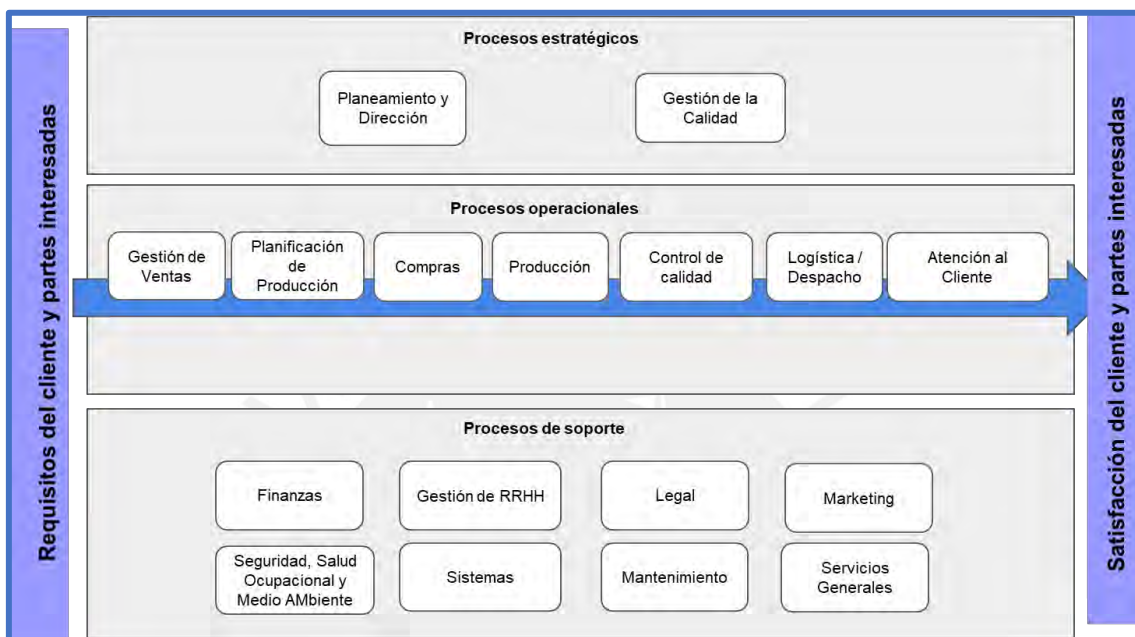 Requisitos del cliente y partes interesadas
Procesos estratégicos
Planeamiento y
Dirección
Gestión de la
Calidad
Procesos operacionales
Gestión de
Ventas
Planificación
de
Producción
Compras
Producción
Control de
calidad
Logística /
Despacho
Atención al
Cliente
Procesos de soporte
Finanzas
Gestión de RRHH
Legal
Marketing
Seguridad, Salud
Ocupacional y
Medio AMbiente
Sistemas
Mantenimiento
Servicios
Generales
Satisfacción del cliente y partes interesadas